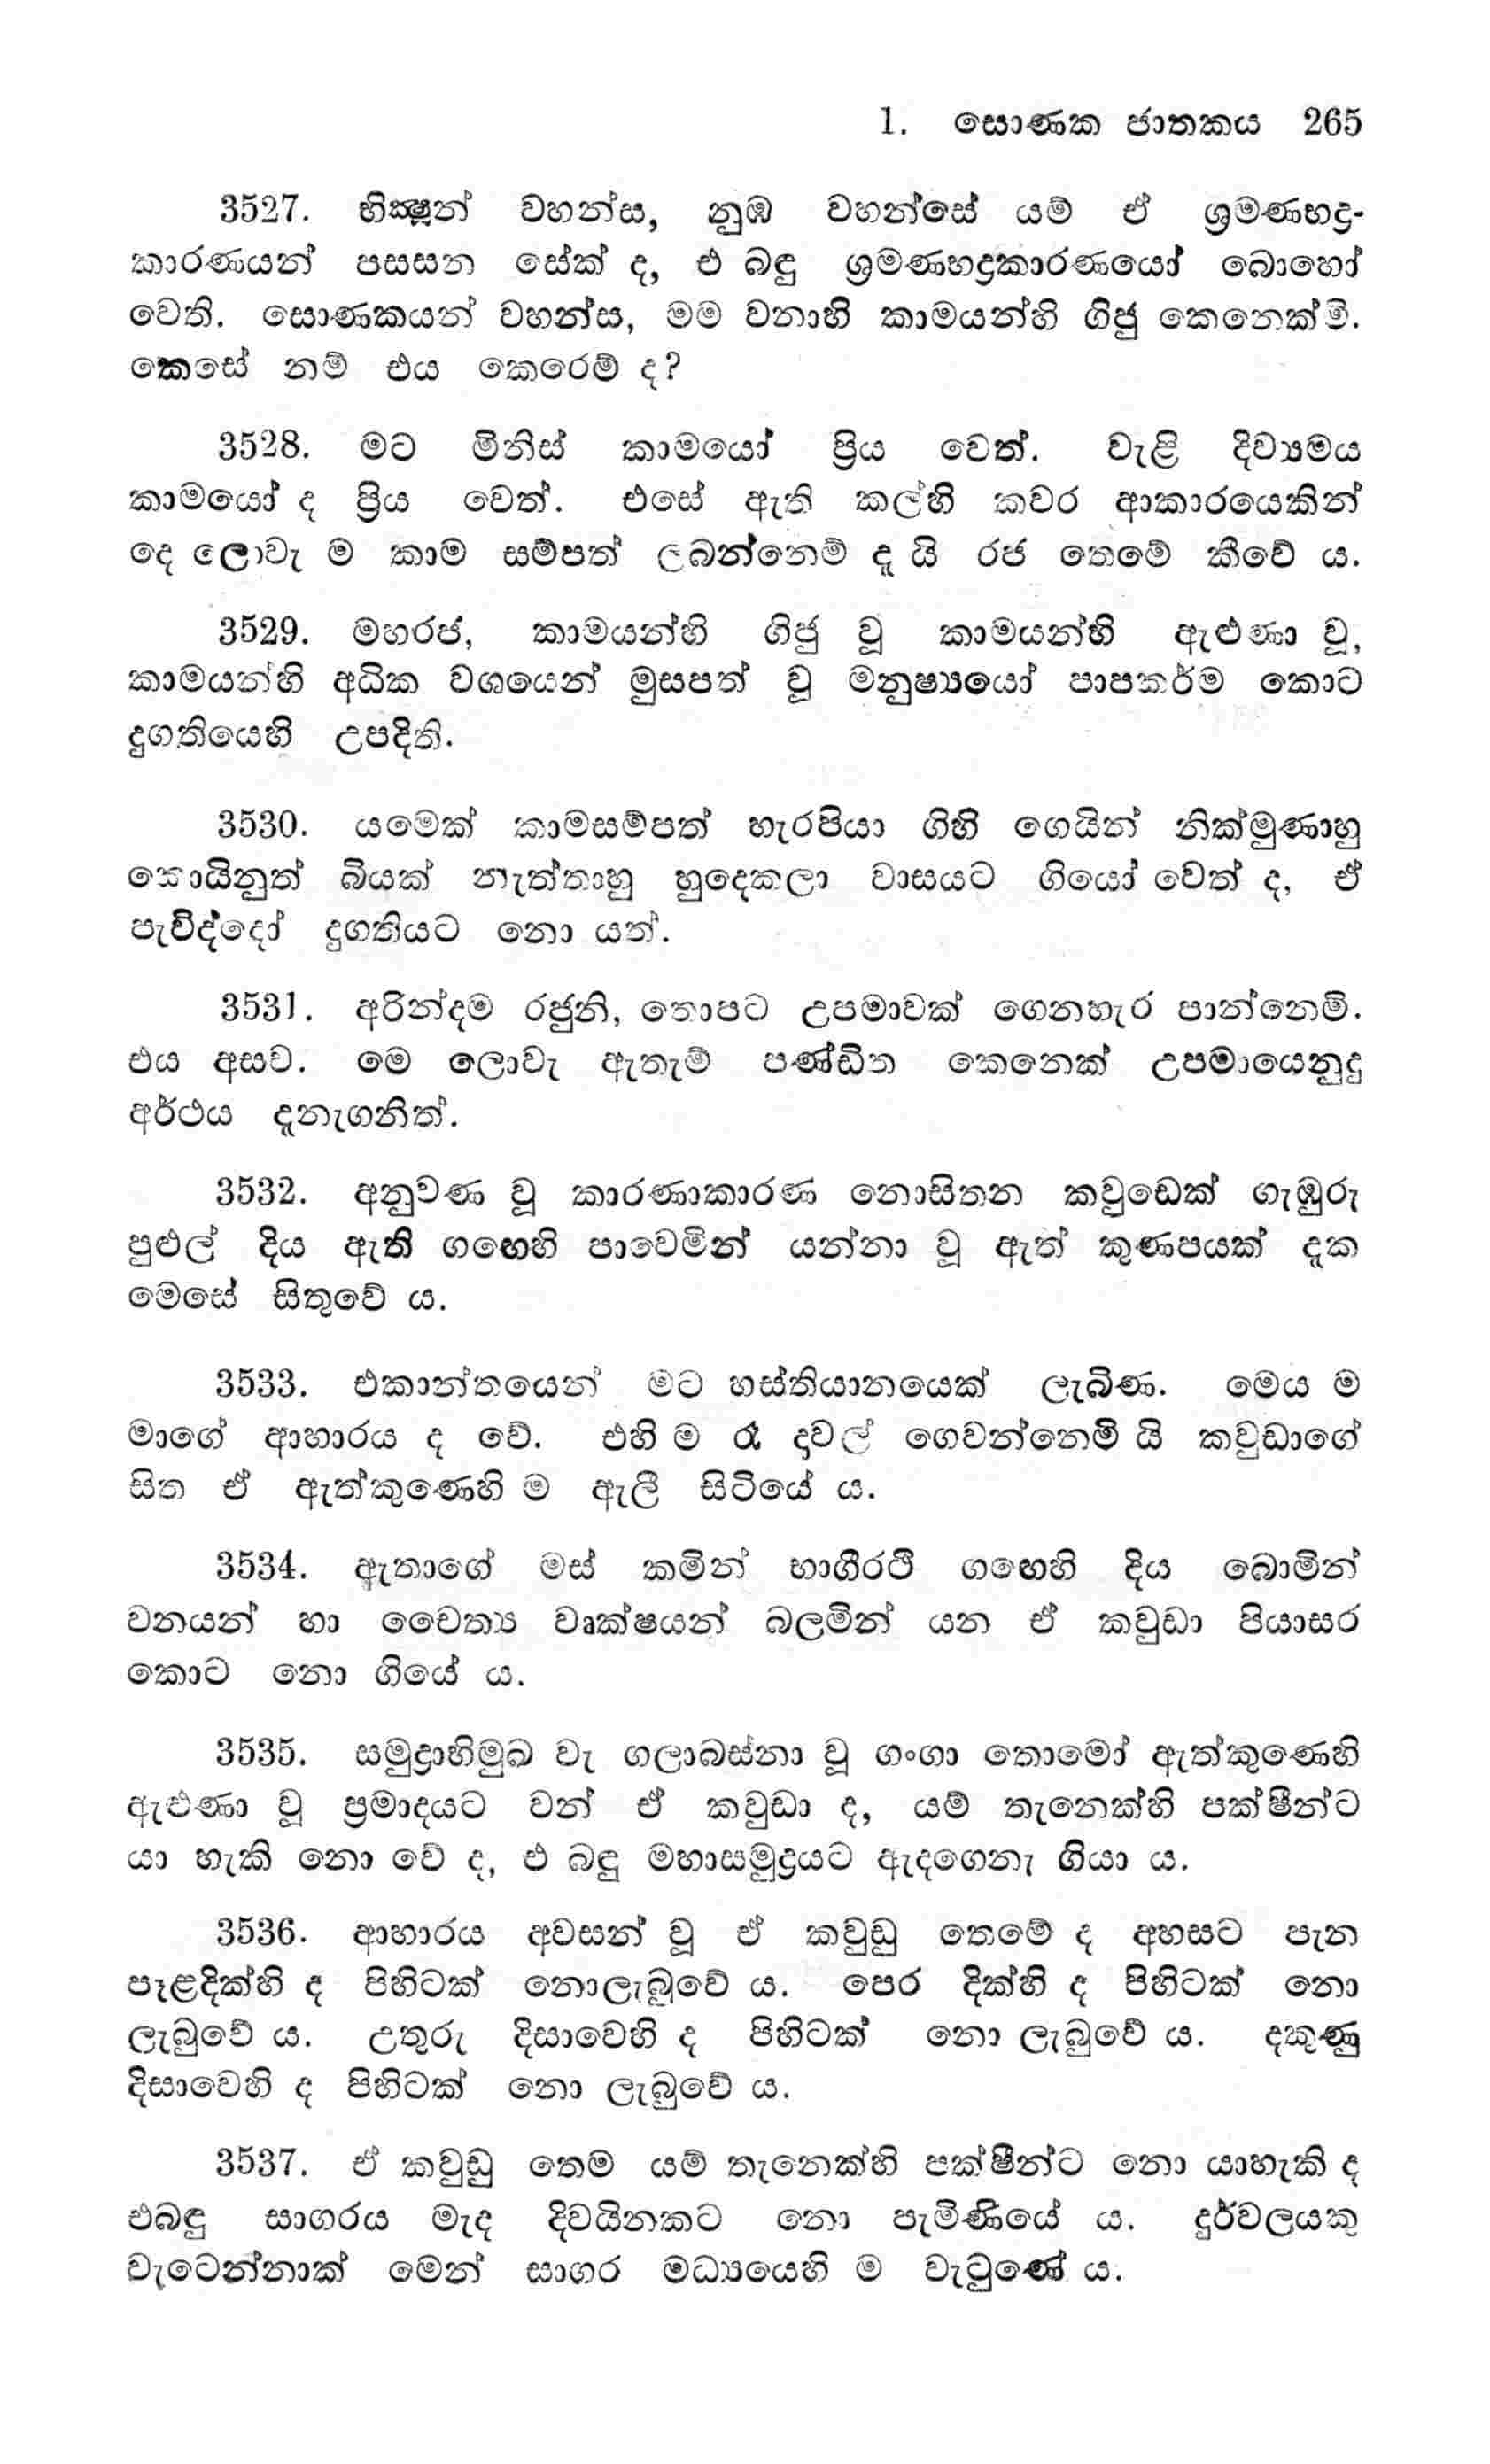 1. සොණක ජාතකය 265
3527. භික්‍ෂූන් වහන්ස, නුඹ වහන්සේ යම් ඒ ශ්‍රමණභද්‍ර-
කාරණයන් පසසන සේක් ද, එ බඳු ශ්‍රමණභද්‍රකාරණයෝ බොහෝ
වෙති. සොණකයන් වහන්ස, මම වනාහි කාමයන්හි ගිජු කෙනෙක්මි.
කෙසේ නම් එය කෙරෙම් ද?
3528. මට මිනිස් කාමයෝ ප්‍රිය වෙත්. වැළි දිව්‍යමය
කාමයෝ ද ප්‍රිය වෙත්. එසේ ඇති කල්හි කවර ආකාරයෙකින්
දෙ ලොවැ ම කාම සම්පත් ලබන්නෙම් දැ යි රජ තෙමේ කීවේ ය.
3529. මහරජ, කාමයන්හි ගිජු වූ කාමයන්හි ඇළුණා වූ,
කාමයන්හි අධික වශයෙන් මුසපත් වූ මනුෂ්‍යයෝ පාපකර්ම කොට
දුගතියෙහි උපදිති.
3530. යමෙක් කාමසම්පත් හැරපියා ගිහි ගෙයින් නික්මුණාහු
කොයිනුත් බියක් නැත්තාහු හුදෙකලා වාසයට ගියෝ වෙත් ද, ඒ
පැවිද්දෝ දුගතියට නො යත්.
3531. අරින්දම රජුනි, තොපට උපමාවක් ගෙනහැර පාන්නෙමි.
එය අසව. මෙ ලොවැ ඇතැම් පණ්ඩිත කෙනෙක් උපමායෙනුදු
අර්ථය දැනැගනිත්.
3532. අනුවණ වූ කාරණාකාරණ නොසිතන කවුඩෙක් ගැඹුරු
පුළුල් දිය ඇති ගඟෙහි පාවෙමින් යන්නා වූ ඇත් කුණපයක් දැක
මෙසේ සිතුවේ ය.
3533. එකාන්තයෙන් මට හස්තියානයෙක් ලැබිණ. මෙය ම
මාගේ ආහාරය ද වේ. එහි ම රෑ දාවල් ගෙවන්නෙමි යි කවුඩාගේ
සිත ඒ ඇත්කුණෙහි ම ඇලී සිටියේ ය.
3534. ඇතාගේ මස් කමින් භාගීරථී ගඟෙහි දිය බොමින්
වනයන් හා චෛත්‍ය වෘක්ෂයන් බලමින් යන ඒ කවුඩා පියාසර
කොට නො ගියේ ය.
3535. සමුද්‍රාභිමුඛ වැ ගලාබස්නා වූ ගංගා තොමෝ ඇත්කුණෙහි
ඇළුණා වූ ප්‍රමාදයට වන් ඒ කවුඩා ද, යම් තැනෙක්හි පක්ෂීන්ට
යා හැකි නො වේ ද, එ බඳු මහාසමුද්‍රයට ඇදගෙනැ ගියා ය.
3536. ආහාරය අවසන් වූ ඒ කවුඩු තෙමේ ද අහසට පැන
පෑළදික්හි ද පිහිටක් නොලැබුවේ ය. පෙර දික්හි ද පිහිටක් නො
ලැබුවේ ය. උතුරු දිසාවෙහි ද පිහිටක් නො ලැබුවේ ය. දකුණු
දිසාවෙහි ද පිහිටක් නො ලැබුවේ ය.
3537. ඒ කවුඩු තෙම යම් තැනෙක්හි පක්ෂීන්ට නො යාහැකි ද
එබඳු සාගරය මැද දිවයිනකට නො පැමිණියේ ය. දුර්වලයකු
වැටෙන්නාක් මෙන් සාගර මධ්‍යයෙහි ම වැටුණේ ය.